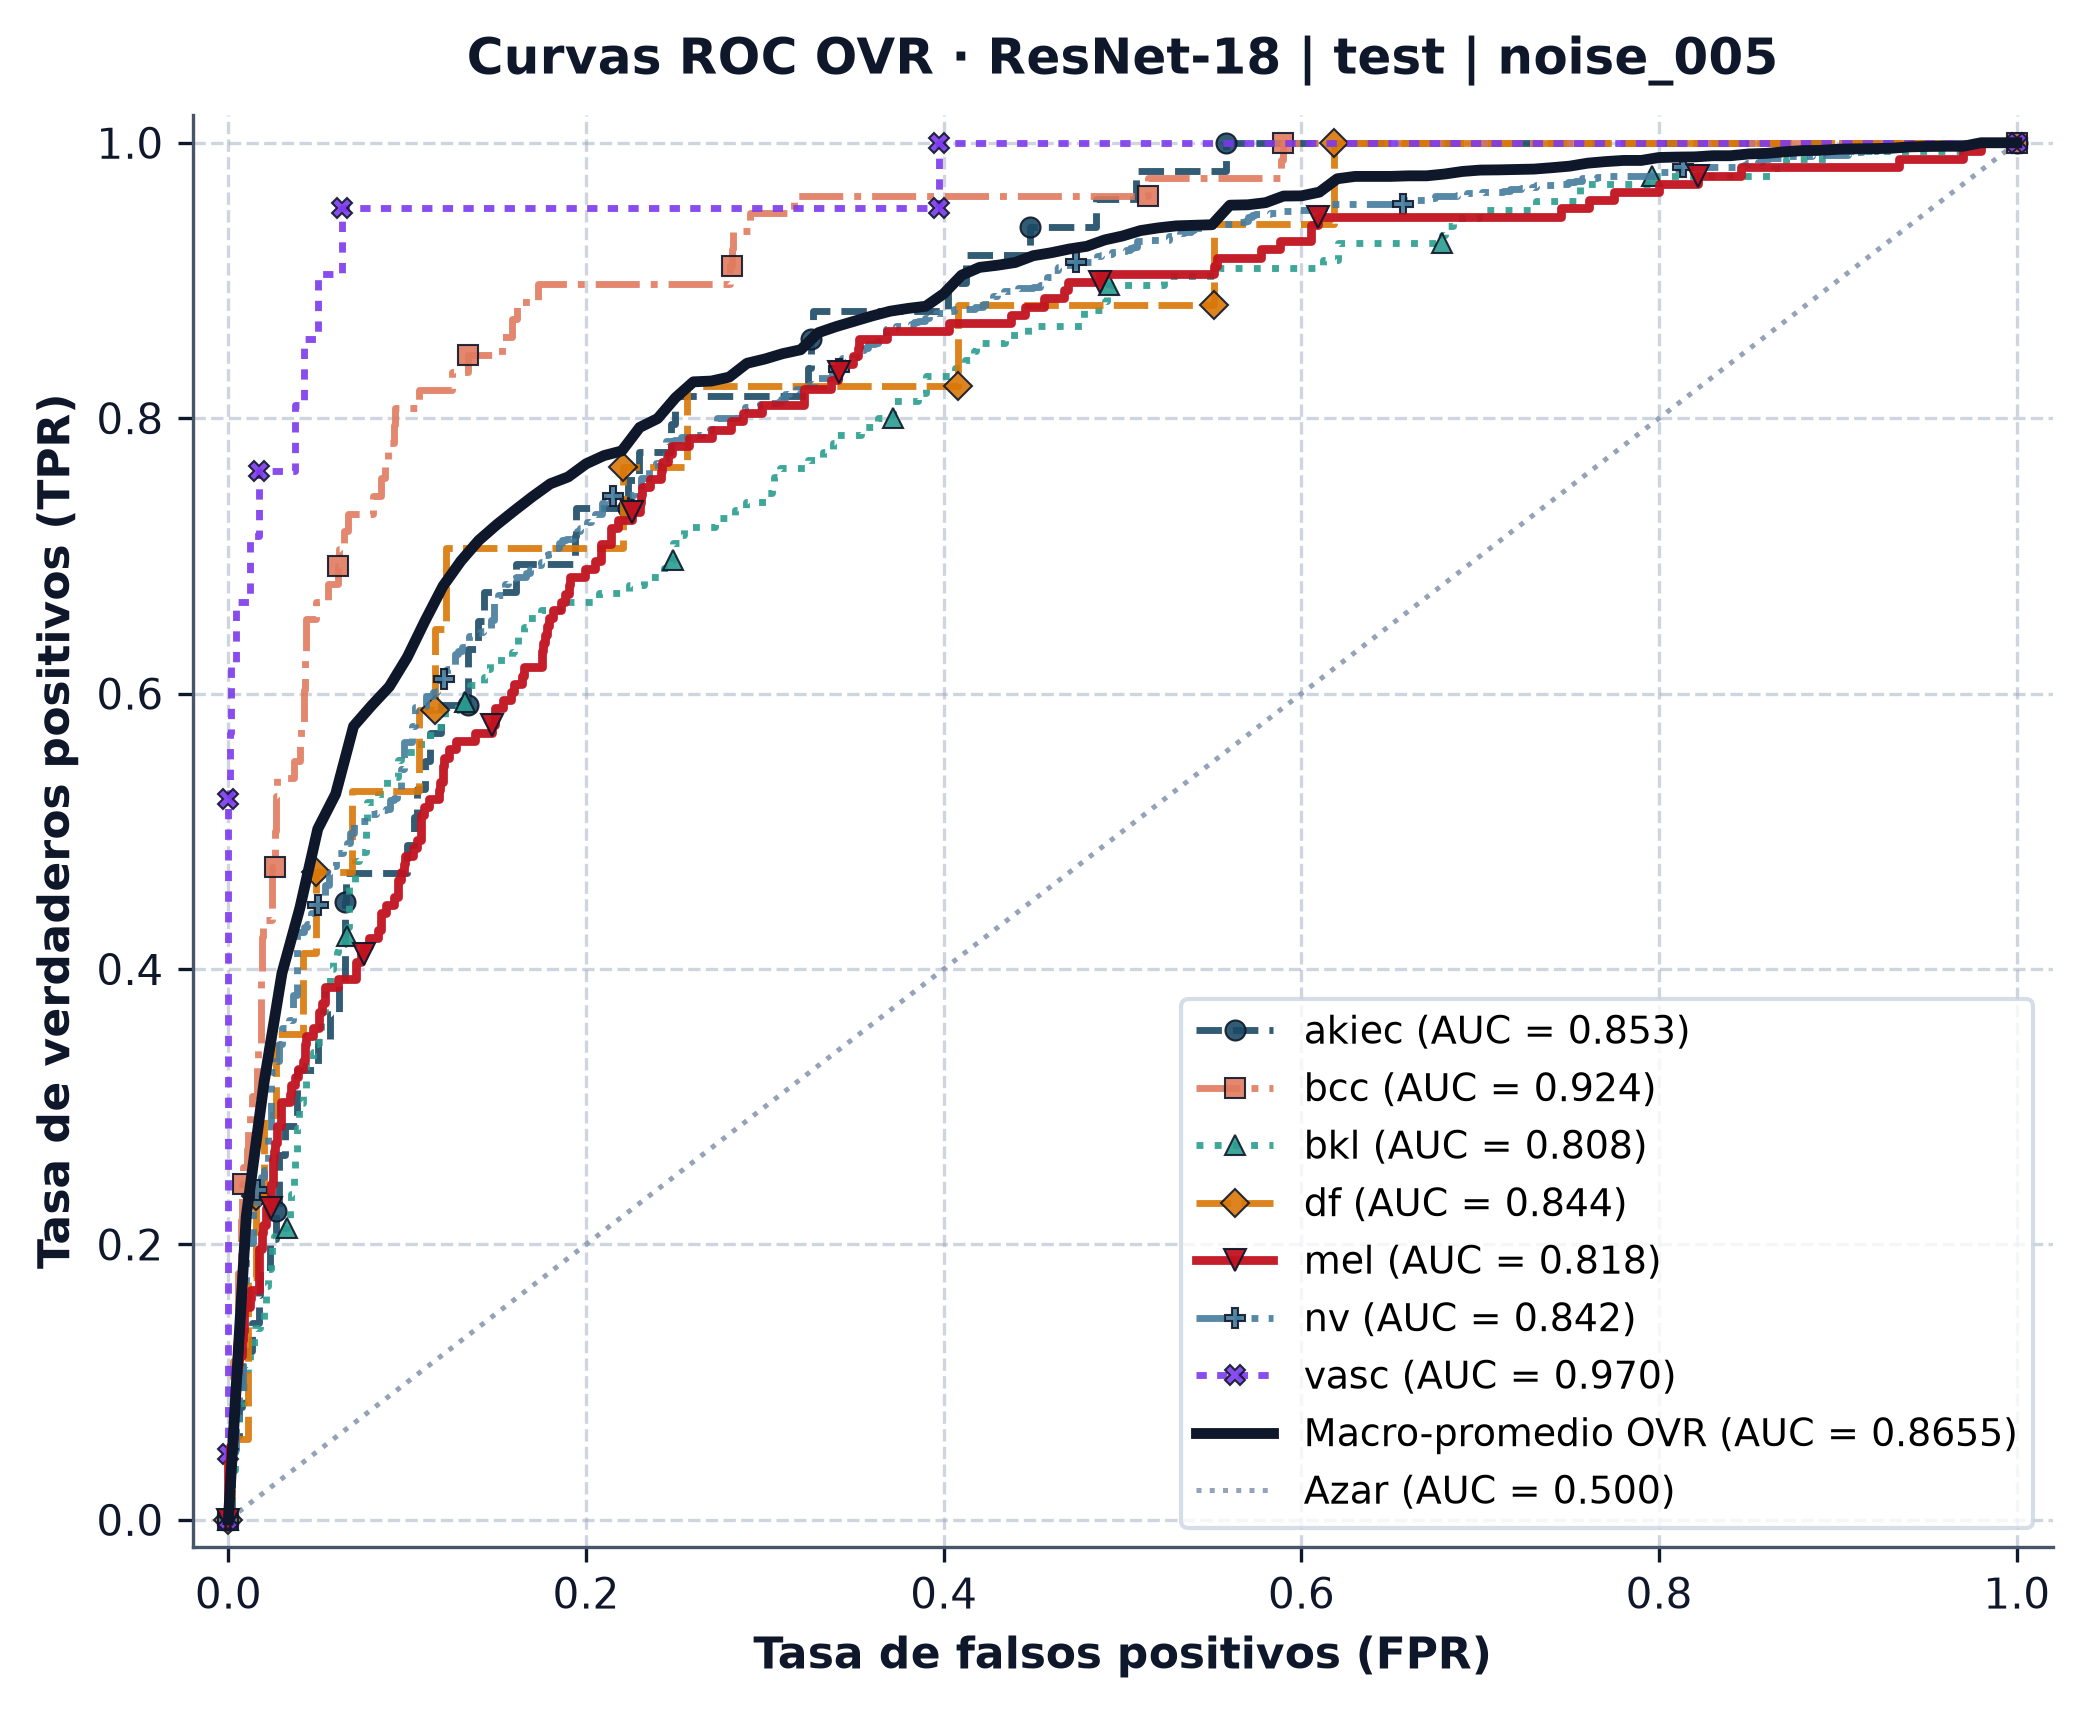 Curvas ROC OVR · ResNet-18 | test | noise_005
Tasa de verdaderos positivos (TPR)
1.0
0.8
0.6
0.4
0.2
0.0
0.0 0.2 0.4 0.6 0.8 1.0
Tasa de falsos positivos (FPR)
akiec (AUC = 0.853)
bcc (AUC = 0.924)
bkl (AUC = 0.808)
df (AUC = 0.844)
mel (AUC = 0.818)
nv (AUC = 0.842)
vasc (AUC = 0.970)
Macro-promedio OVR (AUC = 0.8655)
Azar (AUC = 0.500)